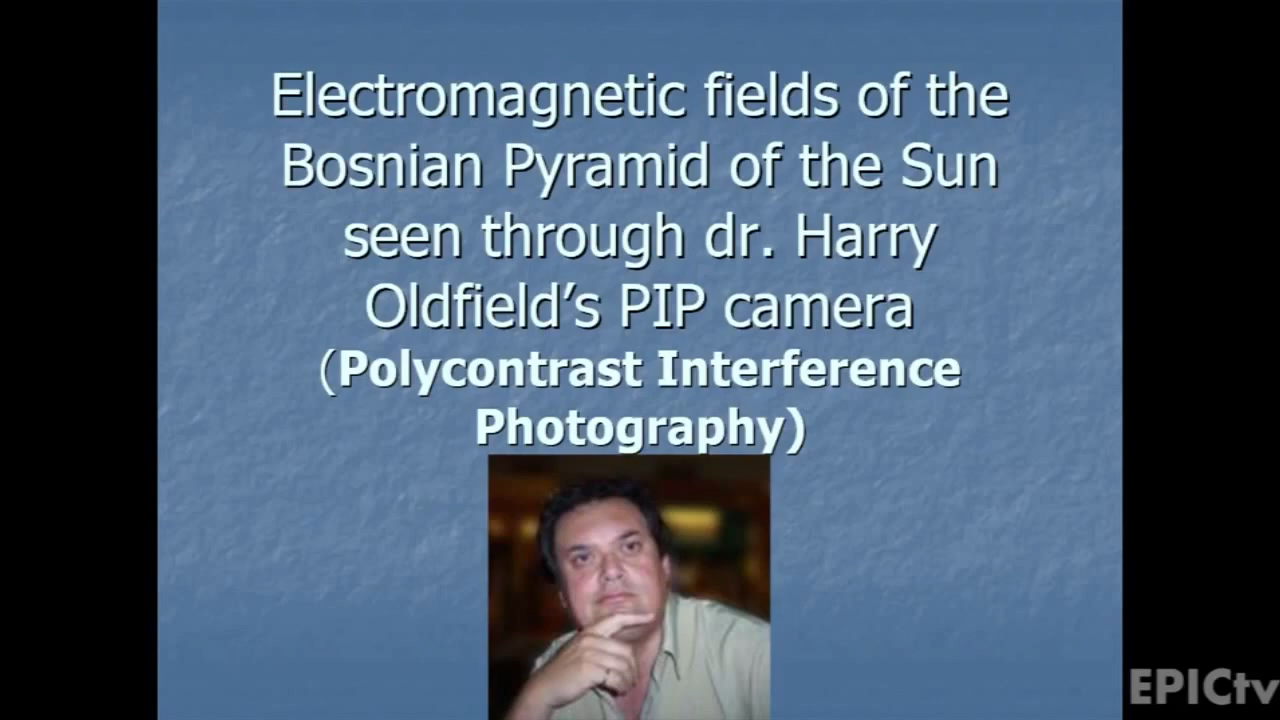 Electromagnetic fields of the
Bosnian Pyramid of the Sun
seen through dr. Harry
Oldfield’s PIP camera
(Polycontrast Interference
Photography)
EPICtv